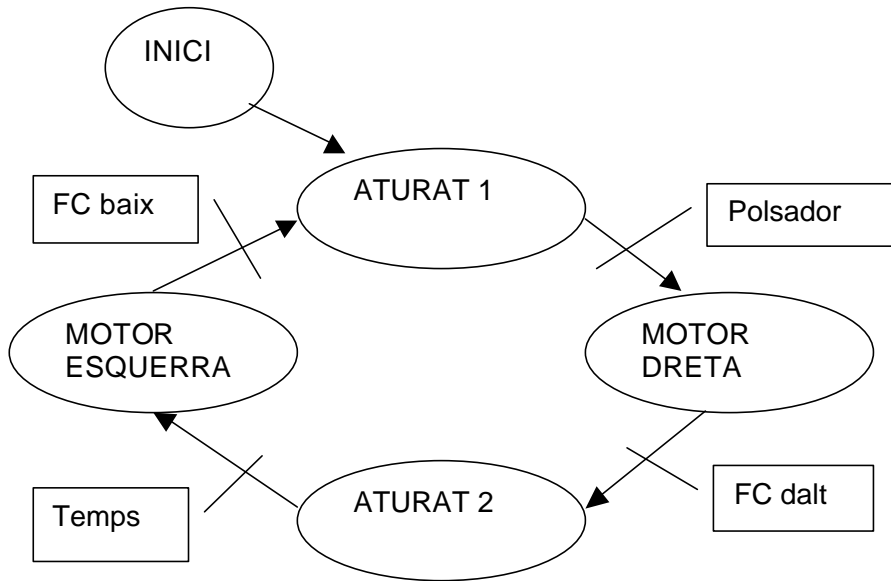 INICI
FC baix
ATURAT 1
Polsador
MOTOR
ESQUERRA
MOTOR
DRETA
Temps
ATURAT 2
FC dalt